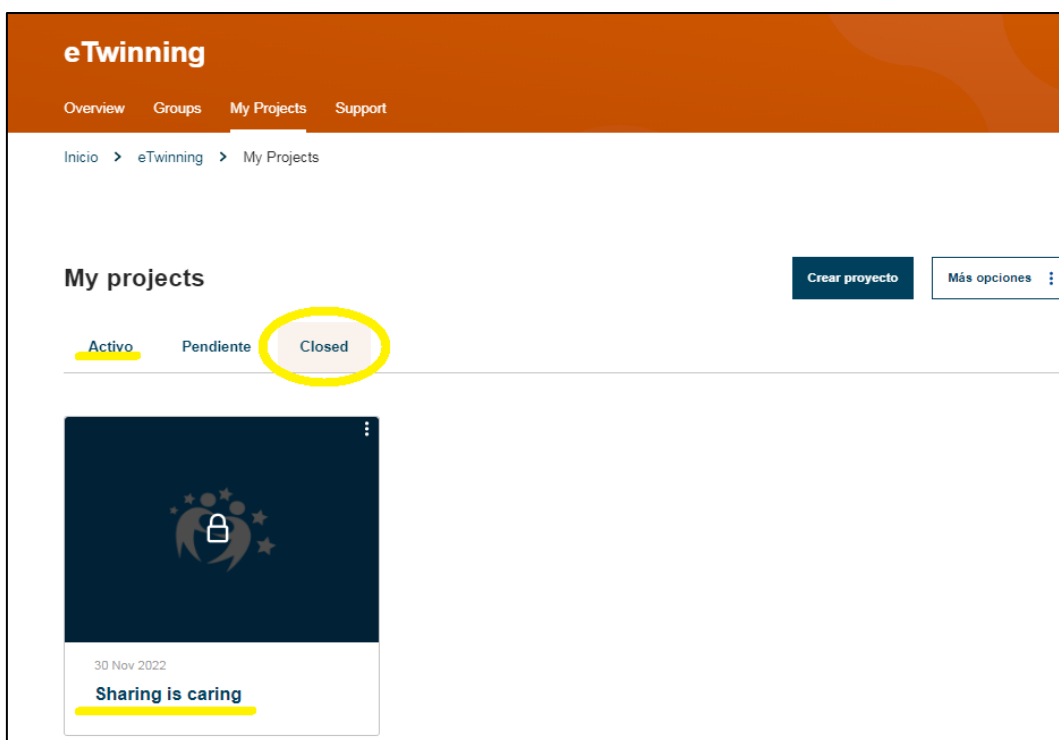 eTwinning
Overview Groups My Projects Support
Inicio > eTwinning > My Projects
My projects
Crear proyecto Más opciones
Activo Pendiente Closed
30 Nov 2022
Sharing is caring